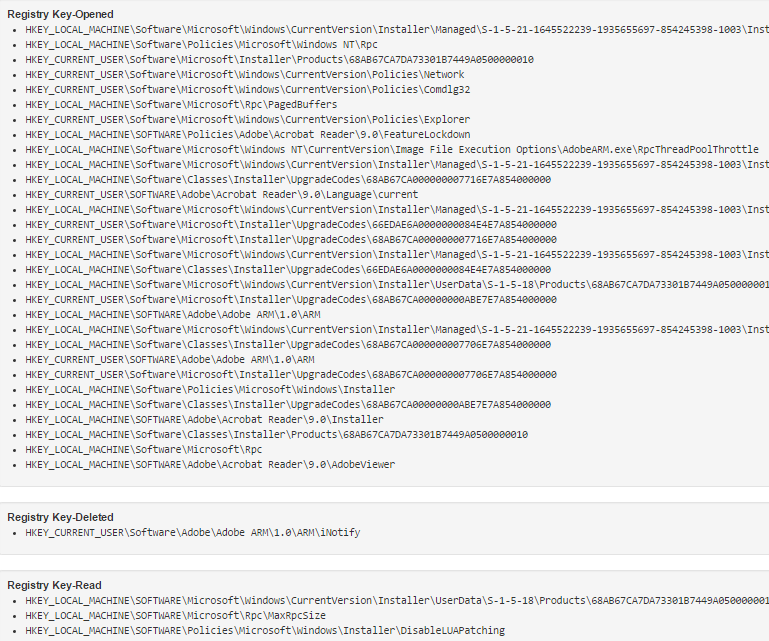 Registry Key-Opened
HKEY_LOCAL_MACHINE\Software\Microsoft\Windows\CurrentVersion\Installer\Managed\S-1-5-21-1645522239-1935655697-854245398-1003\Inst
HKEY_LOCAL_MACHINE\Software\Policies\Microsoft\Windows NT\Rpc
HKEY_CURRENT_USER\Software\Microsoft\Installer\Products\68AB67CA7DA73301B7449A0500000010
HKEY_CURRENT_USER\Software\Microsoft\Windows\CurrentVersion\Policies\Network
HKEY_CURRENT_USER\Software\Microsoft\Windows\CurrentVersion\Policies\Comdlg32
HKEY_LOCAL_MACHINE\Software\Microsoft\Rpc\PagedBuffers
HKEY_CURRENT_USER\Software\Microsoft\Windows\CurrentVersion\Policies\Explorer
HKEY_LOCAL_MACHINE\SOFTWARE\Policies\Adobe\Acrobat Reader\9.0\FeatureLockdown
HKEY_LOCAL_MACHINE\Software\Microsoft\Windows NT\CurrentVersion\Image File Execution Options\AdobeARM.exe\RpcThreadPoolThrottle
HKEY_LOCAL_MACHINE\Software\Microsoft\Windows\CurrentVersion\Installer\Managed\S-1-5-21-1645522239-1935655697-854245398-1003\Inst
HKEY_LOCAL_MACHINE\Software\Classes\Installer\UpgradeCodes\68AB67CA000000007716E7A854000000
HKEY_CURRENT_USER\SOFTWARE\Adobe\Acrobat Reader\9.0\Language\current
HKEY_LOCAL_MACHINE\Software\Microsoft\Windows\CurrentVersion\Installer\Managed\S-1-5-21-1645522239-1935655697-854245398-1003\Inst
HKEY_CURRENT_USER\Software\Microsoft\Installer\UpgradeCodes\66EDAE6A0000000084E4E7A854000000
HKEY_CURRENT_USER\Software\Microsoft\Installer\UpgradeCodes\68AB67CA000000007716E7A854000000
HKEY_LOCAL_MACHINE\Software\Microsoft\Windows\CurrentVersion\Installer\Managed\S-1-5-21-1645522239-1935655697-854245398-1003\Inst
HKEY_LOCAL_MACHINE\Software\Classes\Installer\UpgradeCodes\66EDAE6A0000000084E4E7A854000000
HKEY_LOCAL_MACHINE\Software\Microsoft\Windows\CurrentVersion\Installer\UserData\S-1-5-18\Products\68AB67CA7DA73301B7449A050000001
HKEY_CURRENT_USER\Software\Microsoft\Installer\UpgradeCodes\68AB67CA00000000ABE7E7A854000000
HKEY_LOCAL_MACHINE\SOFTWARE\Adobe\Adobe ARM\1.0\ARM
HKEY_LOCAL_MACHINE\Software\Microsoft\Windows\CurrentVersion\Installer\Managed\S-1-5-21-1645522239-1935655697-854245398-1003\Inst
HKEY_LOCAL_MACHINE\Software\Classes\Installer\UpgradeCodes\68AB67CA000000007706E7A854000000
HKEY_CURRENT_USER\SOFTWARE\Adobe\Adobe ARM\1.0\ARM
HKEY_CURRENT_USER\Software\Microsoft\Installer\UpgradeCodes\68AB67CA000000007706E7A854000000
HKEY_LOCAL_MACHINE\Software\Policies\Microsoft\Windows\Installer
HKEY_LOCAL_MACHINE\Software\Classes\Installer\UpgradeCodes\68AB67CA00000000ABE7E7A854000000
HKEY_LOCAL_MACHINE\SOFTWARE\Adobe\Acrobat Reader\9.0\Installer
HKEY_LOCAL_MACHINE\Software\Classes\Installer\Products\68AB67CA7DA73301B7449A0500000010
HKEY_LOCAL_MACHINE\Software\Microsoft\Rpc
HKEY_LOCAL_MACHINE\SOFTWARE\Adobe\Acrobat Reader\9.0\AdobeViewer
Registry Key-Deleted
HKEY_CURRENT_USER\Software\Adobe\Adobe ARM\1.0\ARM\iNotify
Registry Key-Read
HKEY_LOCAL_MACHINE\SOFTWARE\Microsoft\Windows\CurrentVersion\Installer\UserData\S-1-5-18\Products\68AB67CA7DA73301B7449A050000001
HKEY_LOCAL_MACHINE\SOFTWARE\Microsoft\Rpc\MaxRpcSize
HKEY_LOCAL_MACHINE\SOFTWARE\Policies\Microsoft\Windows\Installer\DisableLUAPatching